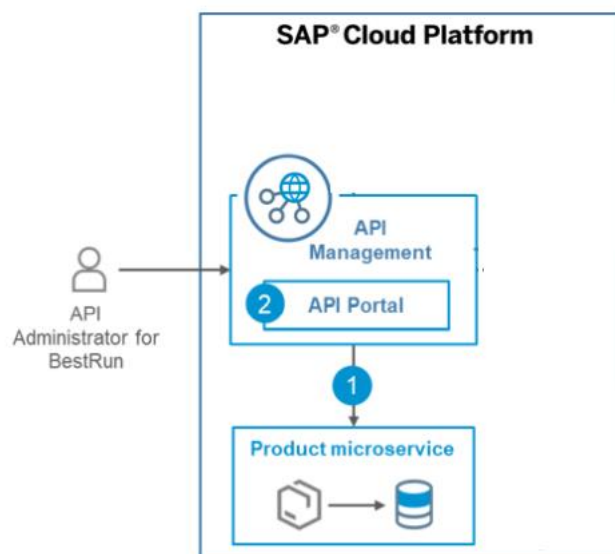 SAP® Cloud Platform
API
Management
2
API Portal
API
Administrator for
BestRun
1
Product microservice